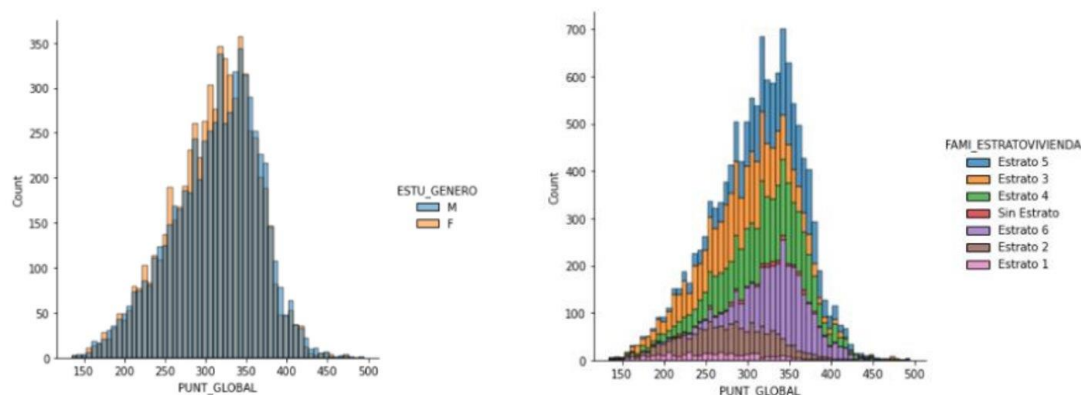 350
300
250
200
150
100
50
0
Count
150 200 250 300 350 400 450 500
PUNT_GLOBAL
ESTU_GENERO
M
F
700
600
500
400
300
200
100
0
Count
150 200 250 300 350 400 450 500
PUNT_GLOBAL
FAMI_ESTRATOVIVIENDA
Estrato 5
Estrato 3
Estrato 4
Sin Estrato
Estrato 6
Estrato 2
Estrato 1